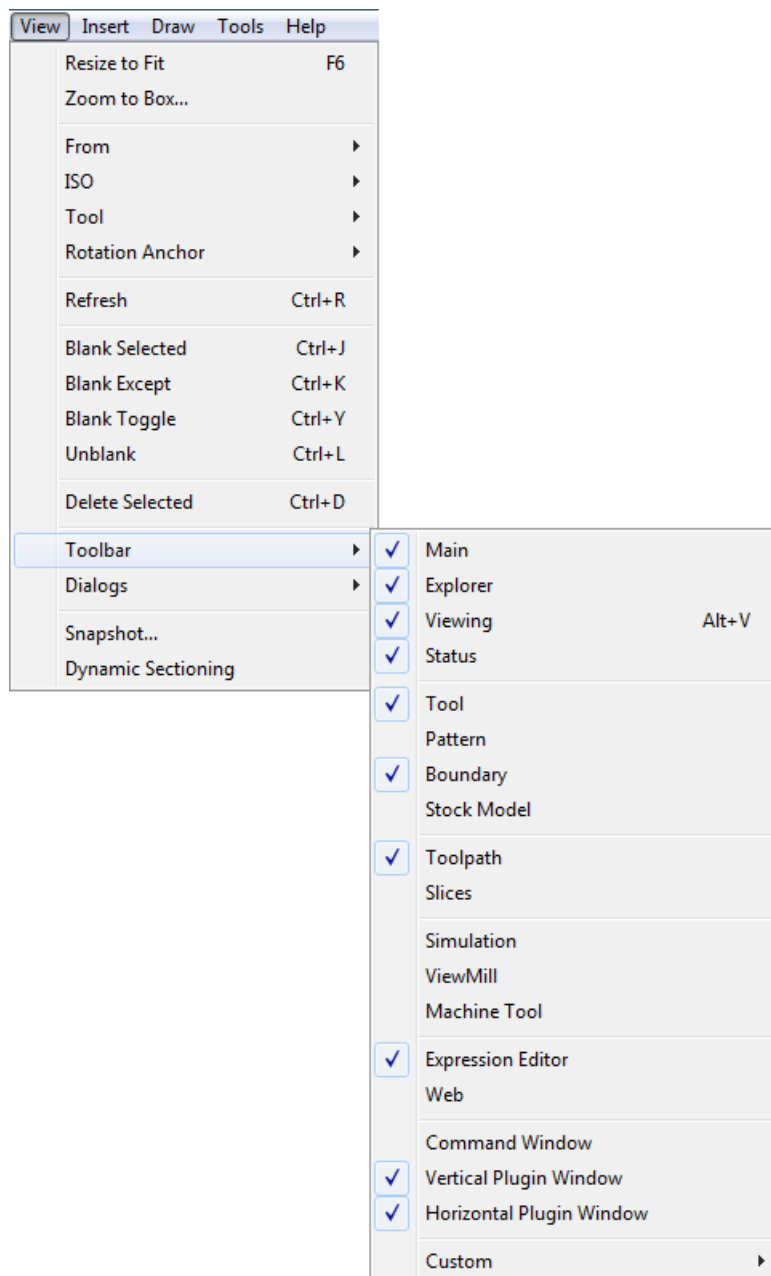 View Insert Draw Tools Help
Resize to Fit F6
Zoom to Box...
From
ISO
Tool
Rotation Anchor
Refresh Ctrl+R
Blank Selected Ctrl+J
Blank Except Ctrl+K
Blank Toggle Ctrl+Y
Unblank Ctrl+L
Delete Selected Ctrl+D
Toolbar
Dialogs
Snapshot...
Dynamic Sectioning
Main
Explorer
Viewing Alt+V
Status
Tool
Pattern
Boundary
Stock Model
Toolpath
Slices
Simulation
ViewMill
Machine Tool
Expression Editor
Web
Command Window
Vertical Plugin Window
Horizontal Plugin Window
Custom